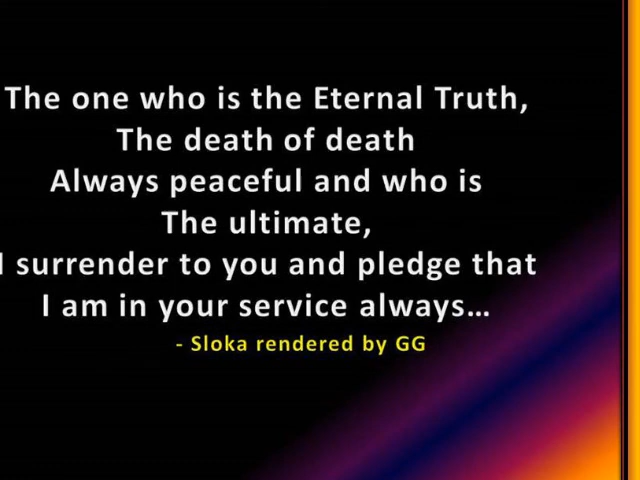 The one who is the Eternal Truth,
The death of death
Always peaceful and who is
The ultimate,
I surrender to you and pledge that
I am in your service always…
- Sloka rendered by GG